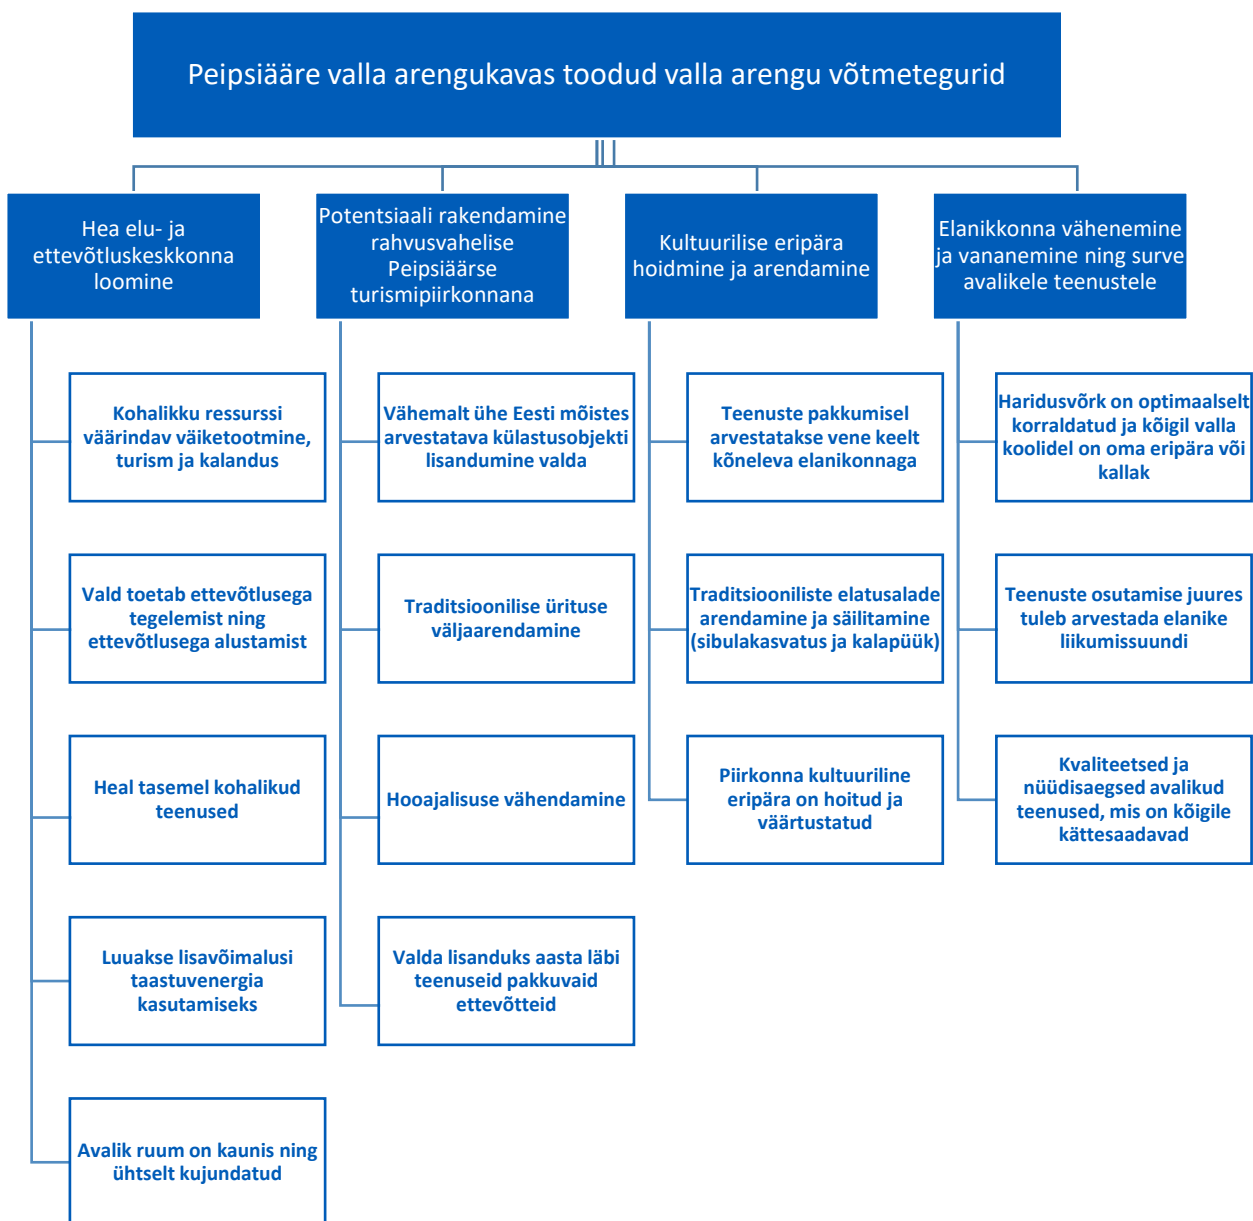 Peipsiääre valla arengukavas toodud valla arengu võtmetegurid
Hea elu- ja
ettevõtluskeskkonna
loomine
Kohalikku ressurssi
väärindav väiketootmine,
turism ja kalandus
Vald toetab ettevõtlusega
tegelemist ning
ettevõtlusega alustamist
Heal tasemel kohalikud
teenused
Luuakse lisavõimalusi
taastuvenergia
kasutamiseks
Avalik ruum on kaunis ning
ühtselt kujundatud
Potentsiaali rakendamine
rahvusvahelise
Peipsiäärse
turismipiirkonnana
Vähemalt ühe Eesti mõistes
arvestatava külastusobjekti
lisandumine valda
Traditsioonilise ürituse
väljaarendamine
Hooajalisuse vähendamine
Valda lisanduks aasta läbi
teenuseid pakkuvaid
ettevõtteid
Kultuurilise eripära
hoidmine ja arendamine
Teenuste pakkumisel
arvestatakse vene keelt
kõneleva elanikonnaga
Traditsiooniliste elatusalade
arendamine ja säilitamine
(sibulakasvatus ja kalapüük)
Piirkonna kultuuriline
eripära on hoitud ja
väärtustatud
Elanikkonna vähenemine
ja vananemine ning surve
avalikele teenustele
Haridusvõrk on optimaalselt
korraldatud ja kõigil valla
koolidel on oma eripära või
kallak
Teenuste osutamise juures
tuleb arvestada elanike
liikumissuundi
Kvaliteetsed ja
nüüdisaegsed avalikud
teenused, mis on kõigile
kättesaadavad